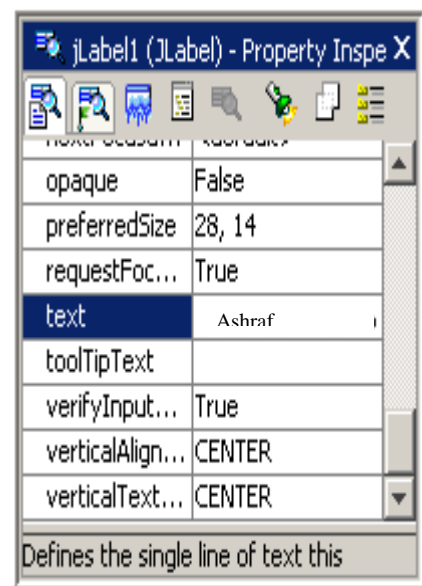 jLabel1 (JLabel) - Property Inspe X
opaque False
preferredSize 28, 14
requestFoc... True
text Ashraf
toolTipText
verifyInput... True
verticalAlign... CENTER
verticalText... CENTER
Defines the single line of text this